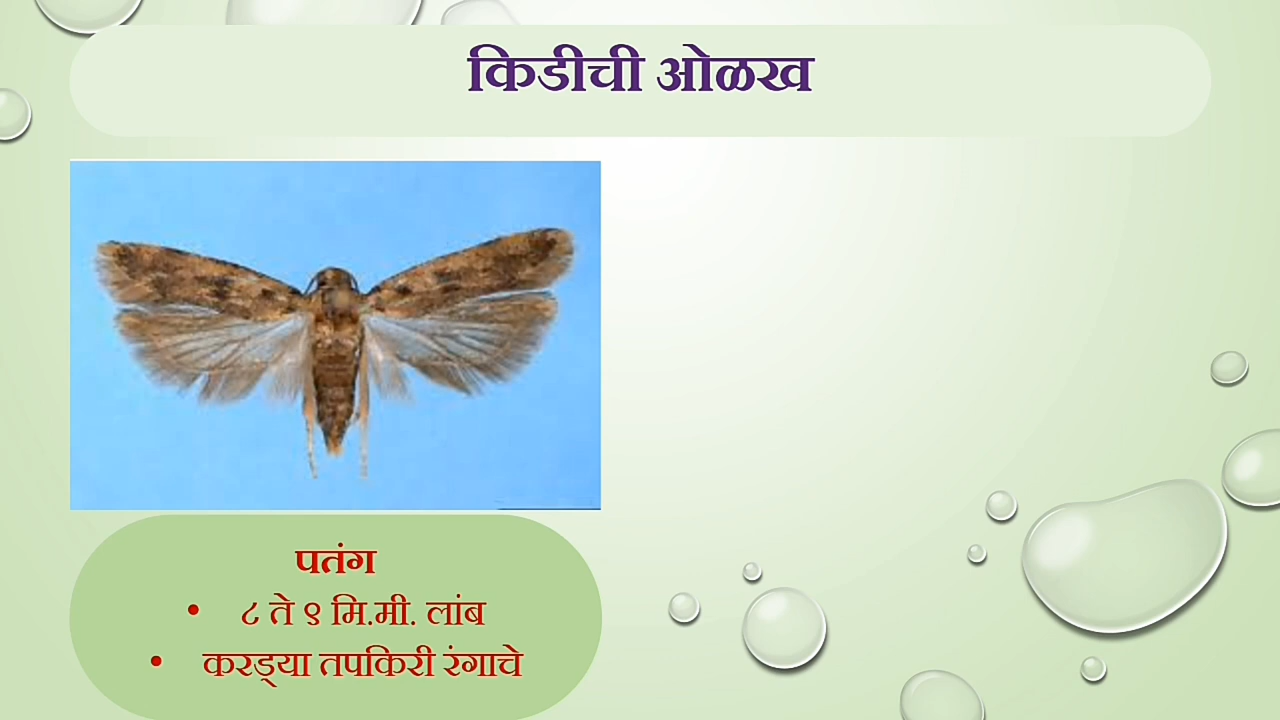 किडीची ओळख
पतंग
• ८ ते ९ मि.मी. लांब
• करड्या तपकिरी रंगाचे